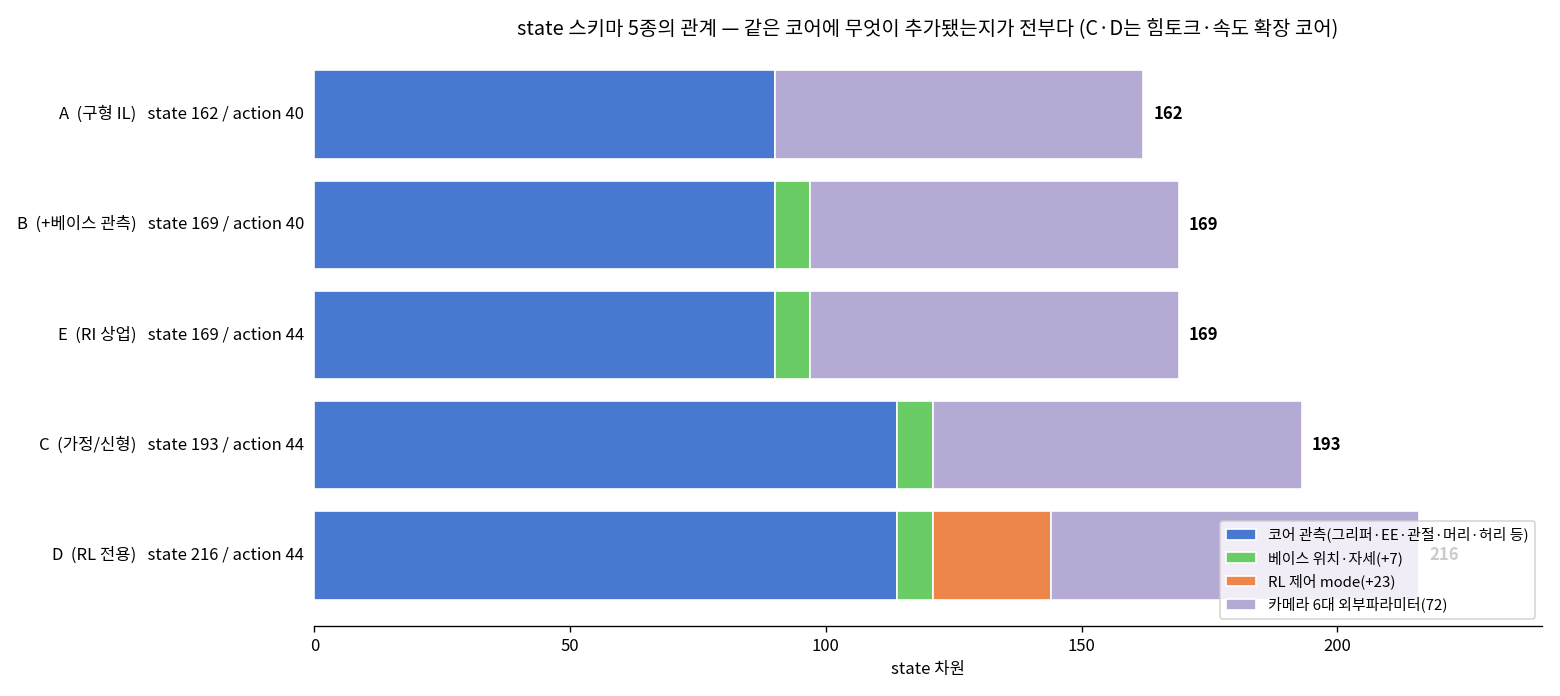 state 스키마 5종의 관계 — 같은 코어에 무엇이 추가됐는지가 전부다 (C·D는 힘토크·속도 확장 코어)
A (구형 IL) state 162 / action 40
162
B (+베이스 관측) state 169 / action 40
169
E (RI 상업) state 169 / action 44
169
C (가정/신형) state 193 / action 44
193
D (RL 전용) state 216 / action 44
216
코어 관측(그리퍼·EE·관절·머리·허리 등)
베이스 위치·자세(+7)
RL 제어 mode(+23)
카메라 6대 외부파라미터(72)
0 50 100 150 200
state 차원